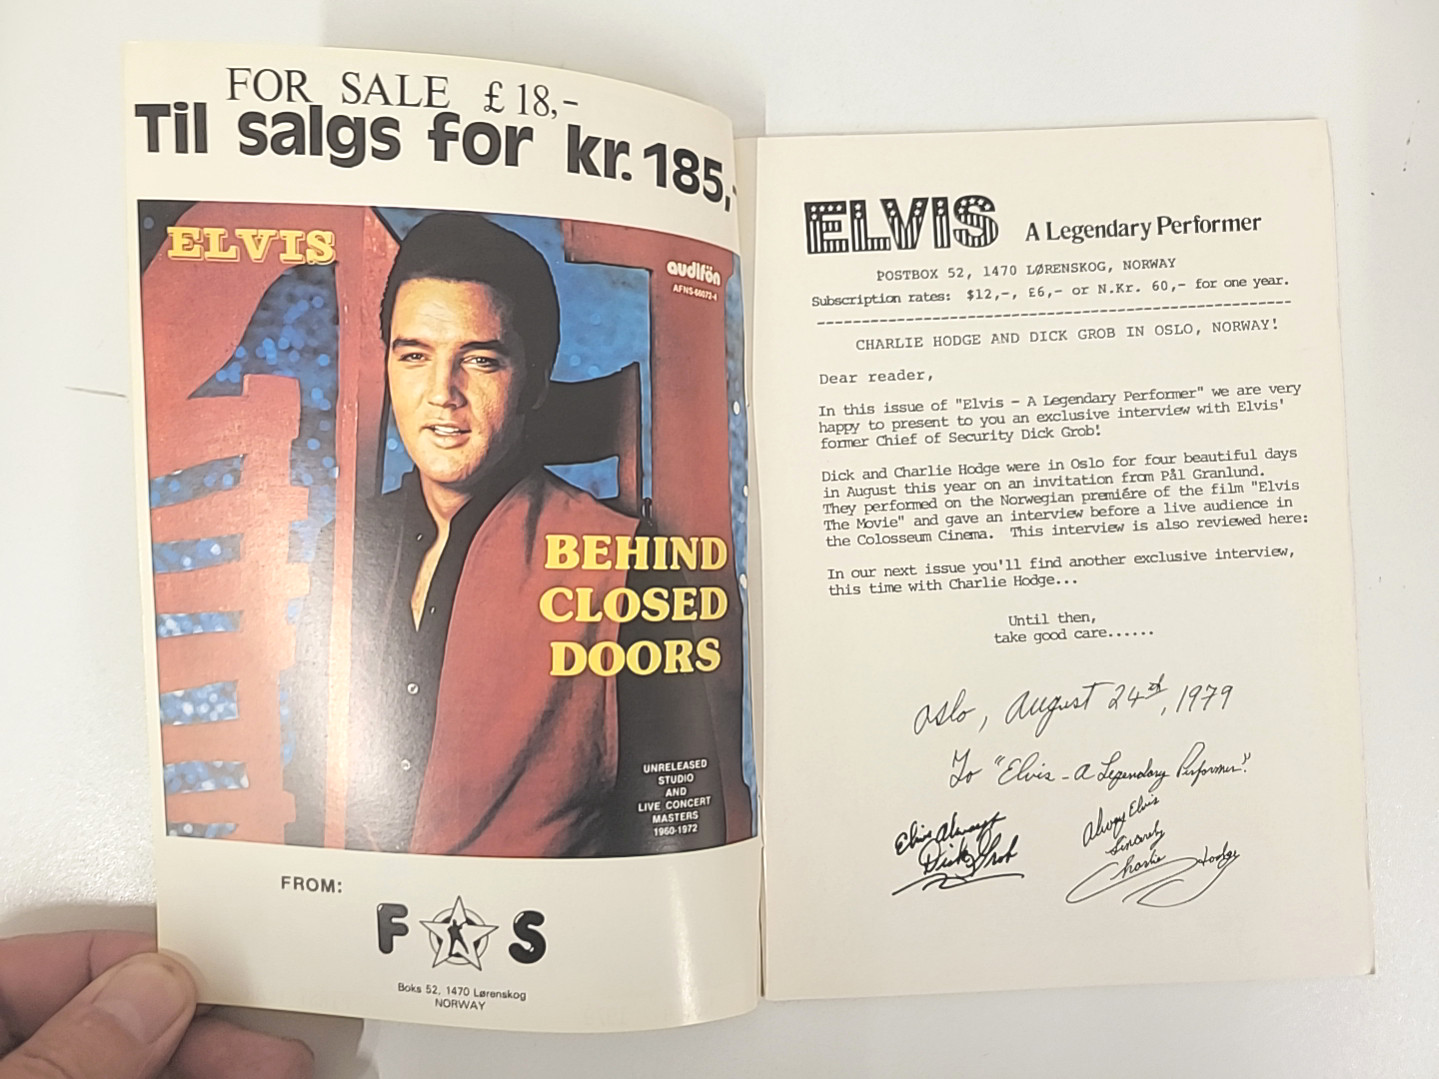 FOR SALE £ 18,-
Til salgs for kr. 185,-
ELVIS
audifön
AFNS-66072-4
BEHIND
CLOSED
DOORS
UNRELEASED
STUDIO
AND
LIVE CONCERT
MASTERS
1960-1972
FROM:
F S
Boks 52, 1470 Lørenskog
NORWAY
ELVIS A Legendary Performer
POSTBOX 52, 1470 LØRENSKOG, NORWAY
Subscription rates: $12,-, £6,- or N.Kr. 60,- for one year.
CHARLIE HODGE AND DICK GROB IN OSLO, NORWAY!
Dear reader,
In this issue of "Elvis - A Legendary Performer" we are very
happy to present to you an exclusive interview with Elvis'
former Chief of Security Dick Grob!
Dick and Charlie Hodge were in Oslo for four beautiful days
in August this year on an invitation from Pål Granlund.
They performed on the Norwegian premiére of the film "Elvis
The Movie" and gave an interview before a live audience in
the Colosseum Cinema. This interview is also reviewed here:
In our next issue you'll find another exclusive interview,
this time with Charlie Hodge...
Until then,
take good care......
Oslo, August 24th, 1979
To "Elvis - A Legendary Performer"
Elvis Always
Dick Grob
Always Elvis
Sincerely
Charlie Hodge